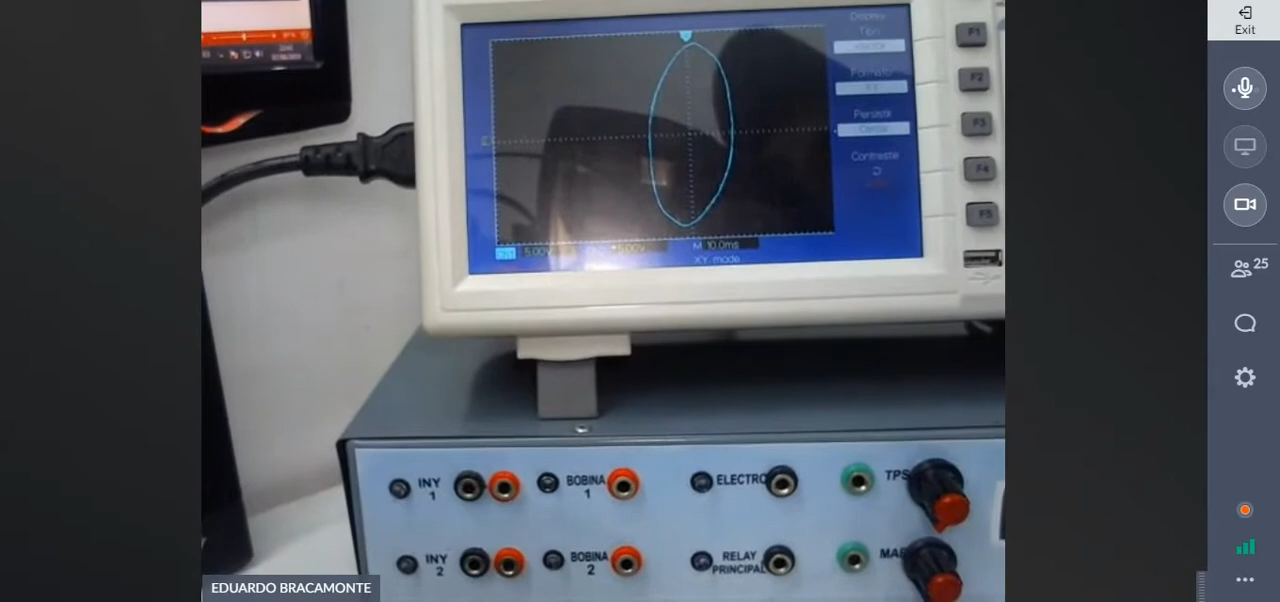 Exit
25
Display
Tipo
Formato
Persistir
Contraste
F1
F2
F3
F4
F5
5.00V
5.00V
M 10.0ms
XY. mode
INY
1
BOBINA
1
ELECTRO
TPS
INY
2
BOBINA
2
RELAY
PRINCIPAL
MAP
EDUARDO BRACAMONTE